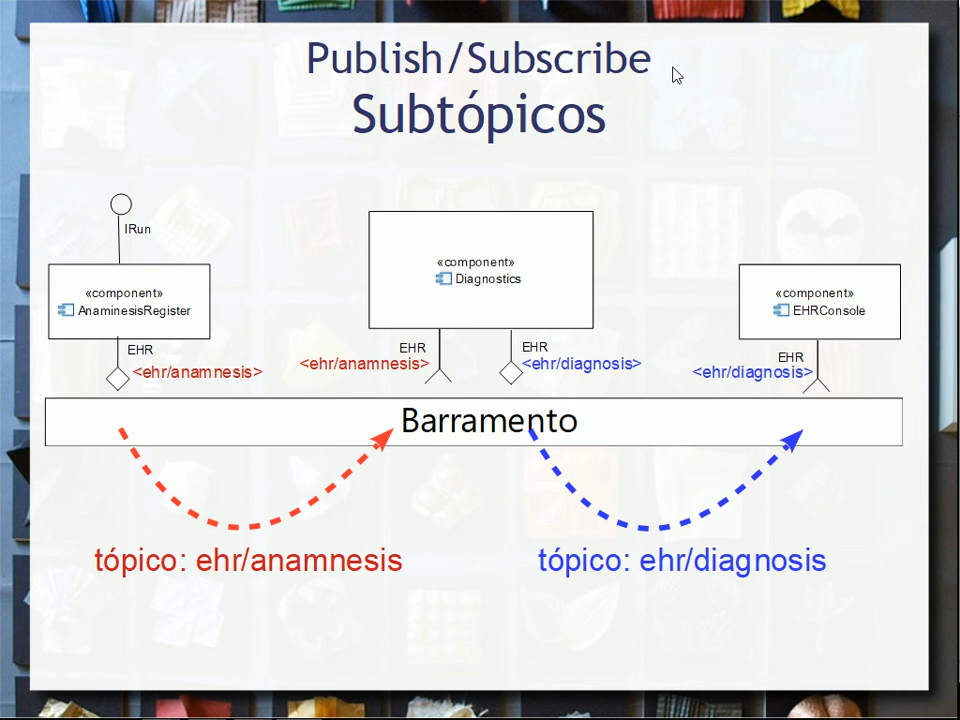 Publish/Subscribe
Subtópicos
IRun
«component»
AnaminesisRegister
EHR
<ehr/anamnesis>
«component»
Diagnostics
EHR
<ehr/anamnesis>
EHR
<ehr/diagnosis>
«component»
EHRConsole
EHR
<ehr/diagnosis>
Barramento
tópico: ehr/anamnesis
tópico: ehr/diagnosis